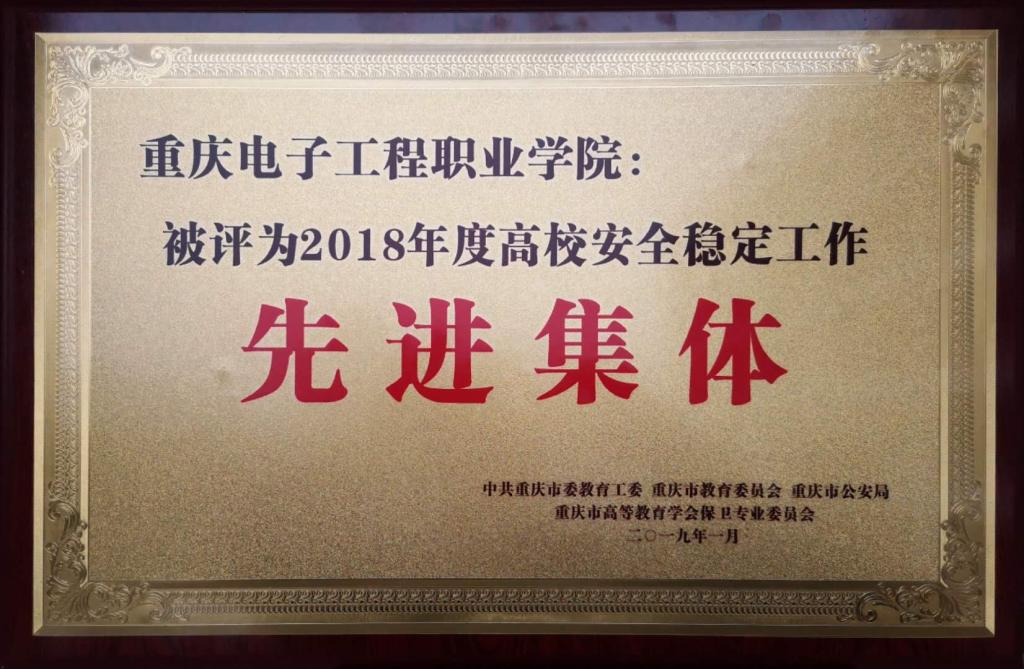 重庆电子工程职业学院：
被评为2018年度高校安全稳定工作
先进集体
中共重庆市委教育工委 重庆市教育委员会 重庆市公安局
重庆市高等教育学会保卫专业委员会
二〇一九年一月